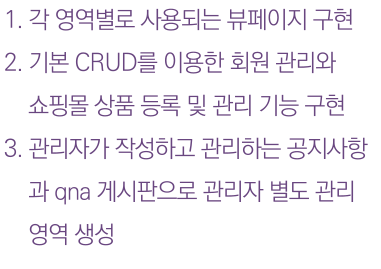 1. 각 영역별로 사용되는 뷰페이지 구현
2. 기본 CRUD를 이용한 회원 관리와
쇼핑몰 상품 등록 및 관리 기능 구현
3. 관리자가 작성하고 관리하는 공지사항
과 qna 게시판으로 관리자 별도 관리
영역 생성